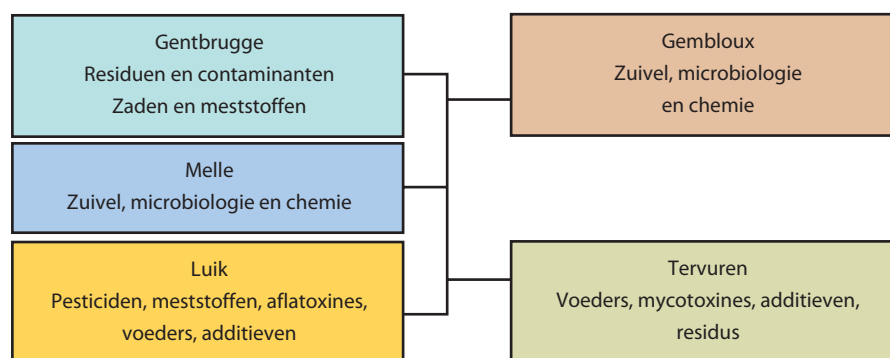 Gentbrugge
Residuen en contaminanten
Zaden en meststoffen
Gembloux
Zuivel, microbiologie
en chemie
Melle
Zuivel, microbiologie en chemie
Luik
Pesticiden, meststoffen, aflatoxines,
voeders, additieven
Tervuren
Voeders, mycotoxines, additieven,
residus